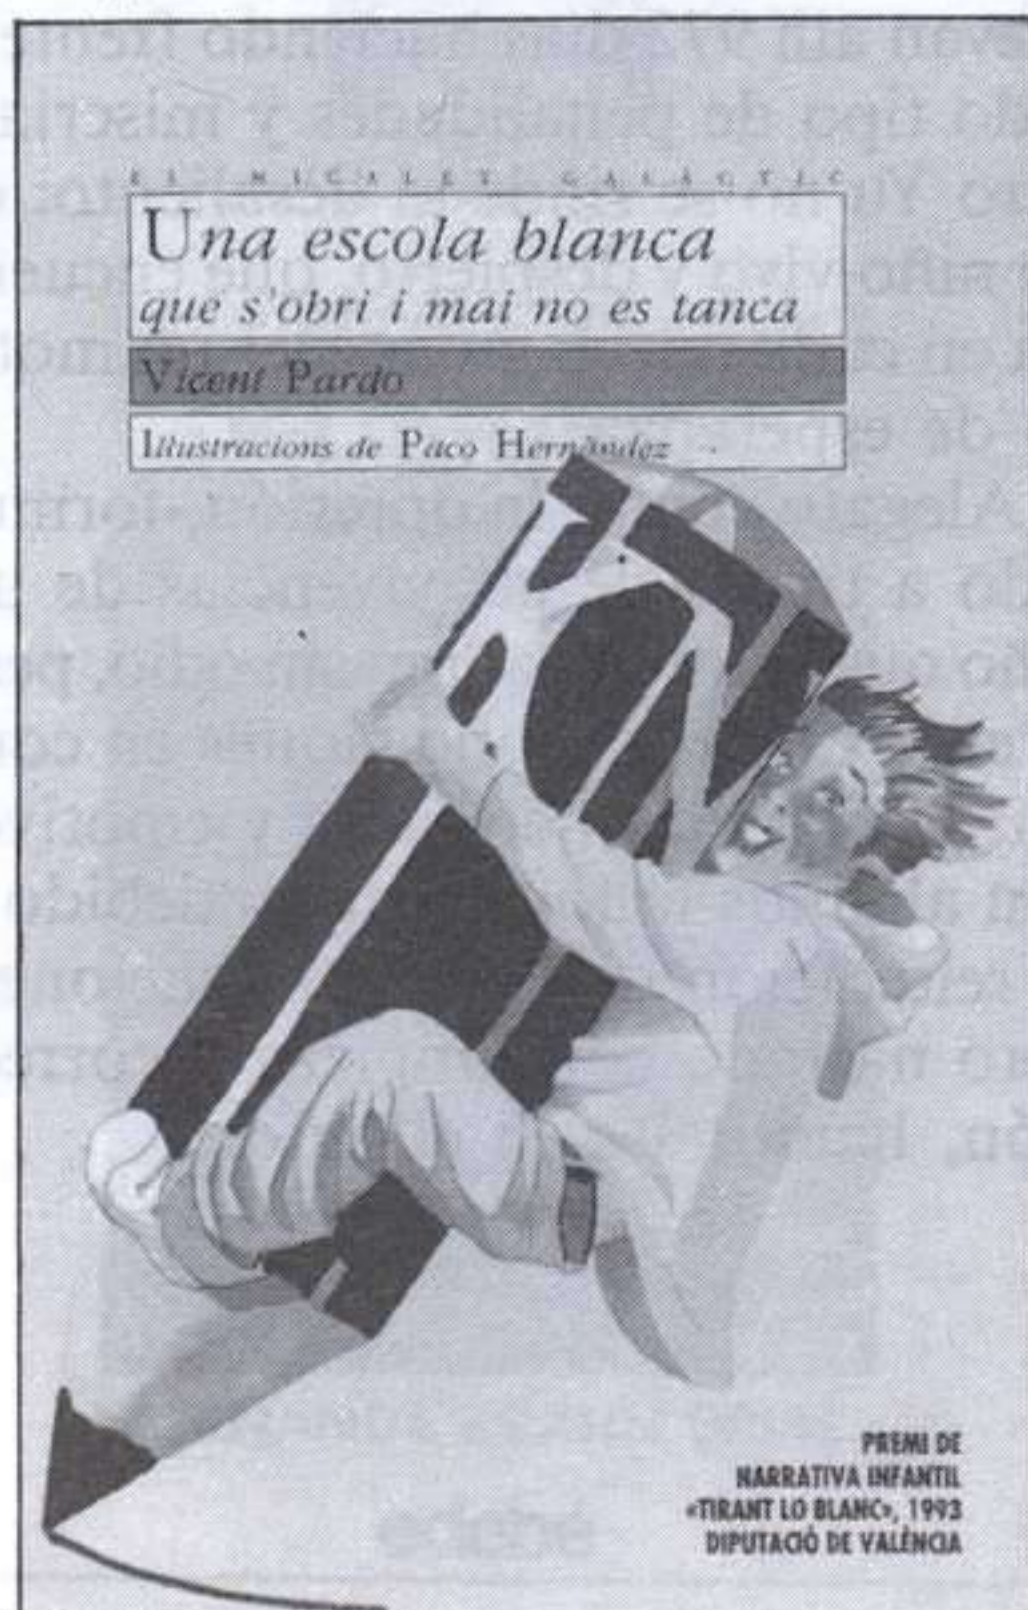 EL MICALET GALÀCTIC
Una escola blanca
que s'obri i mai no es tanca
Vicent Pardo
Il·lustracions de Paco Hernández
PREMI DE
NARRATIVA INFANTIL
«TIRANT LO BLANC», 1993
DIPUTACIÓ DE VALÈNCIA